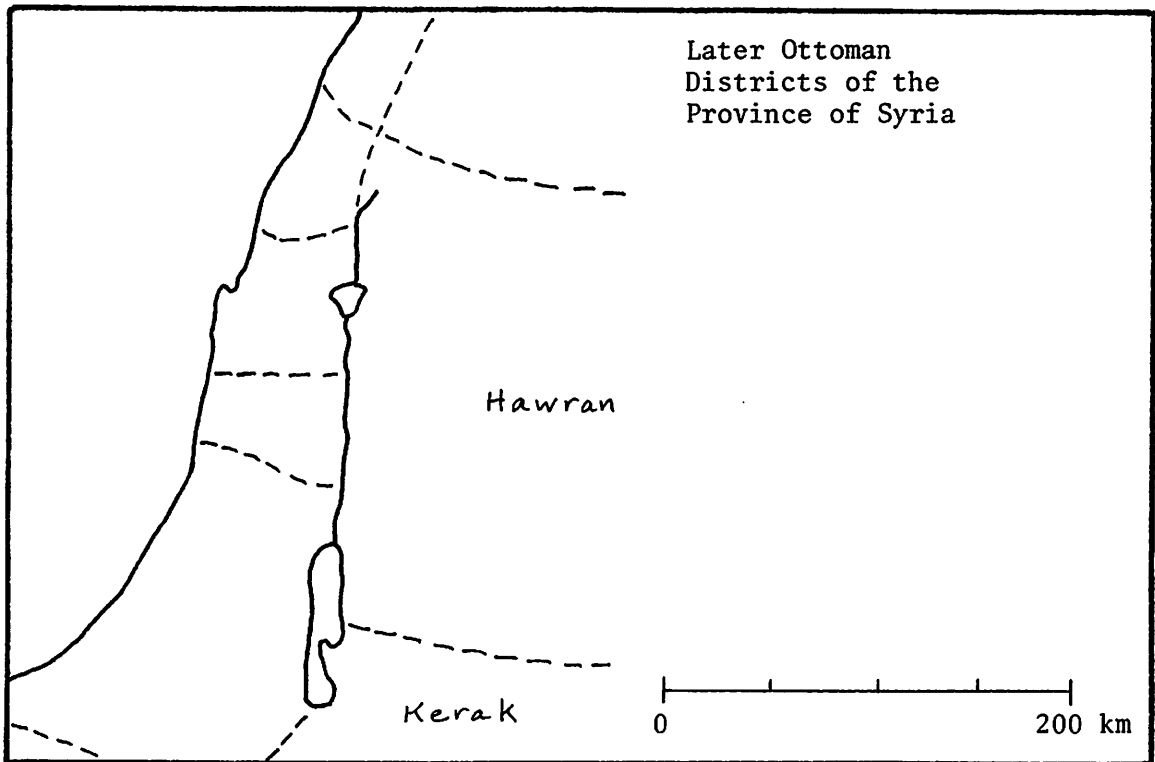 Later Ottoman
Districts of the
Province of Syria
Hawran
Kerak
0 200 km